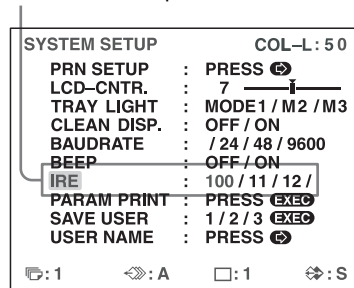 SYSTEM SETUP COL–L:50
PRN SETUP : PRESS
LCD–CNTR. : 7
TRAY LIGHT : MODE1 / M2 / M3
CLEAN DISP. : OFF / ON
BAUDRATE : / 24 / 48 / 9600
BEEP : OFF / ON
IRE : 100 / 11 / 12 /
PARAM PRINT : PRESS EXEC
SAVE USER : 1 / 2 / 3 EXEC
USER NAME : PRESS
:1 :A :1 :S